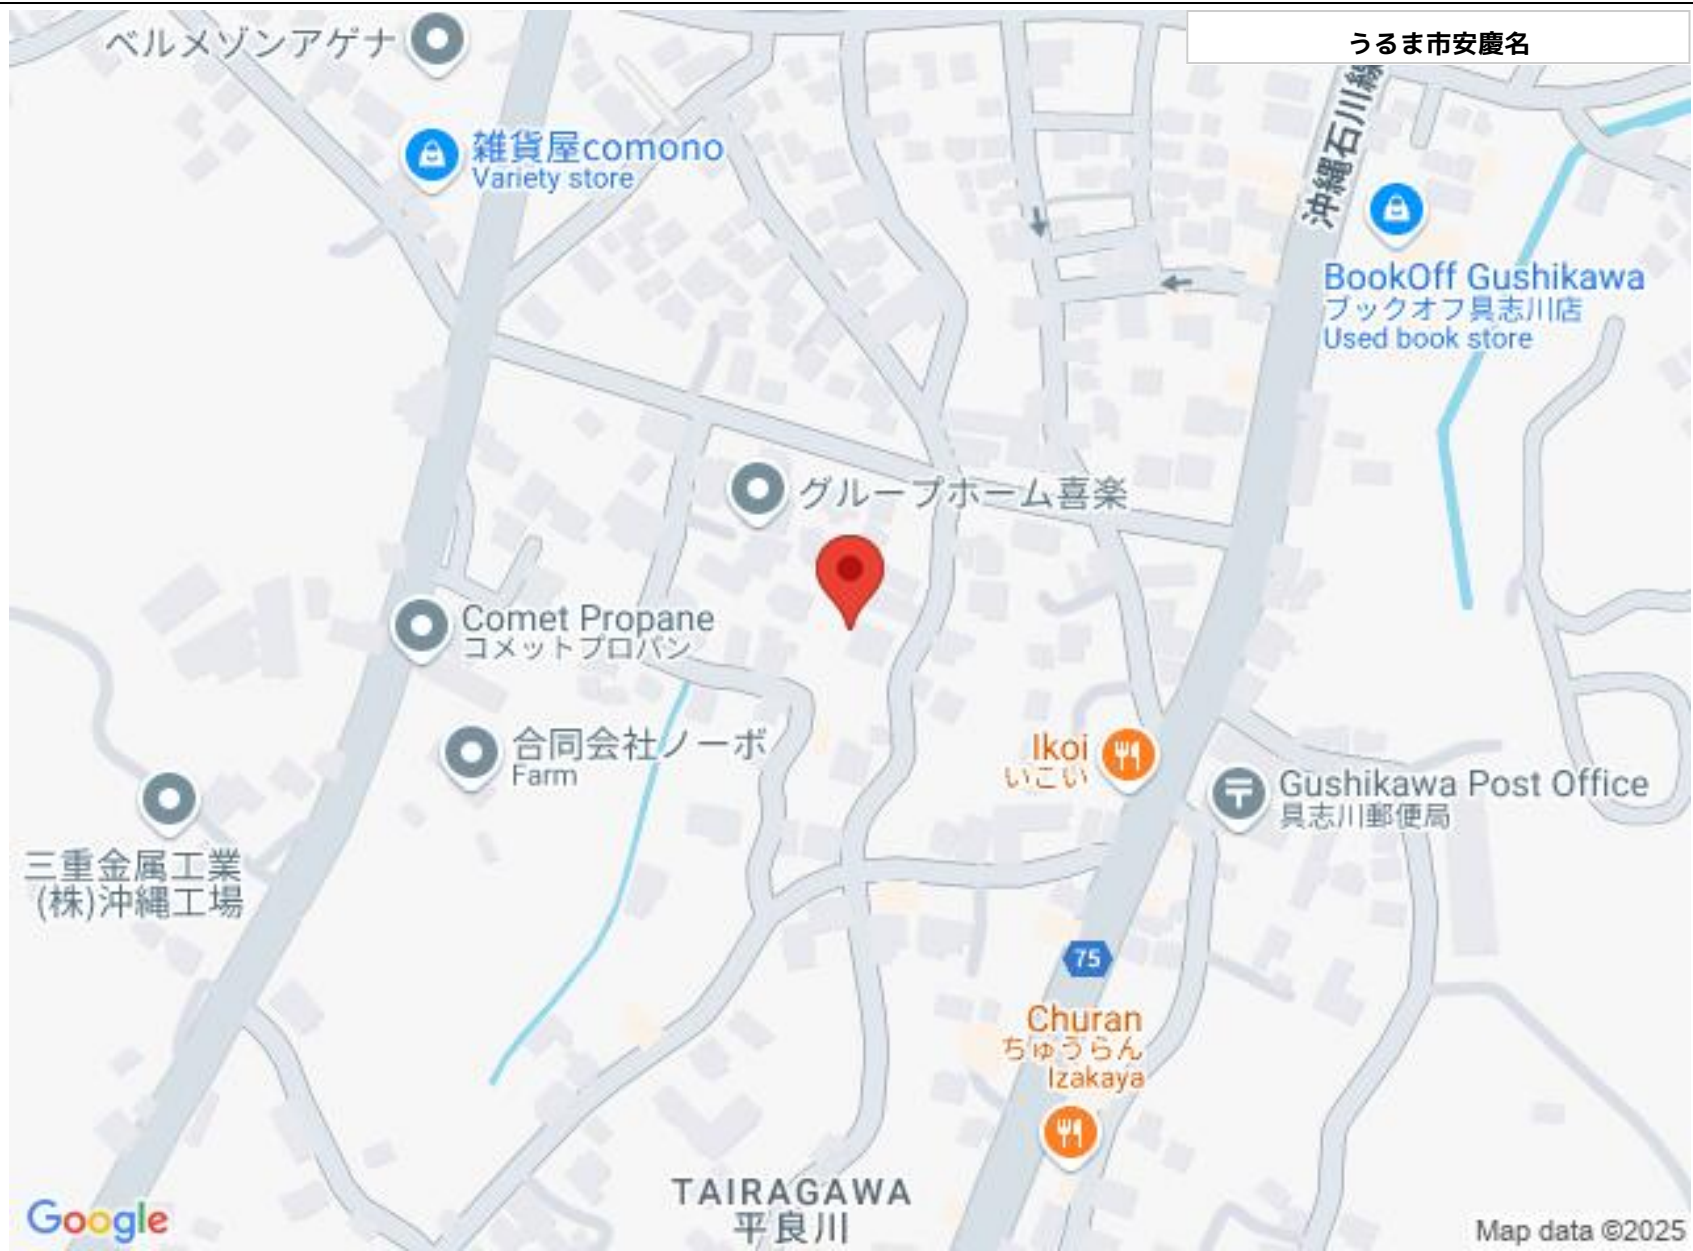 うるま市安慶名
ベルメゾンアゲナ
雑貨屋comono
Variety store
沖縄石川線
BookOff Gushikawa
ブックオフ具志川店
Used book store
グループホーム喜楽
Comet Propane
コメットプロパン
合同会社ノーボ
Farm
Ikoi
いこい
Gushikawa Post Office
具志川郵便局
三重金属工業
(株)沖縄工場
75
Churan
ちゅうらん
Izakaya
TAIRAGAWA
平良川
Google
Map data ©2025